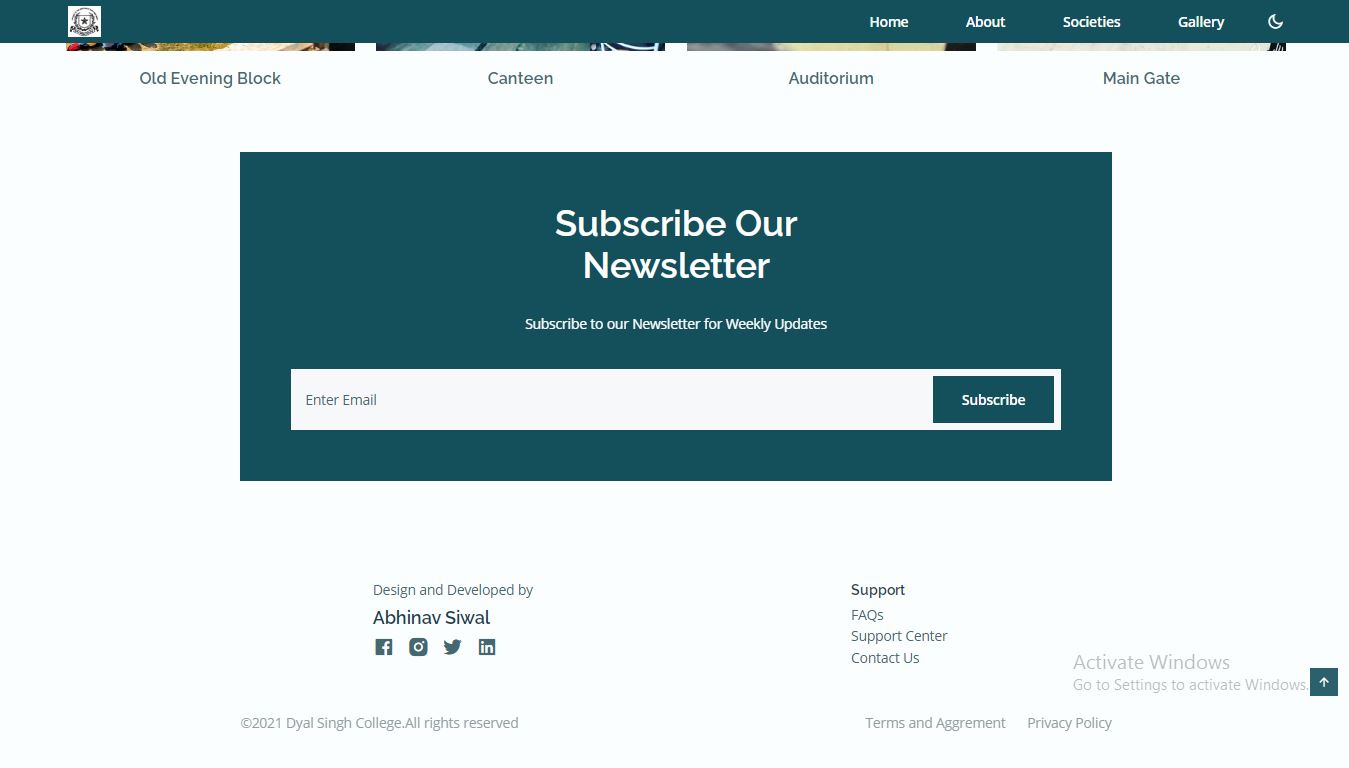 Home
About
Societies
Gallery
Old Evening Block
Canteen
Auditorium
Main Gate
Subscribe Our
Newsletter
Subscribe to our Newsletter for Weekly Updates
Enter Email
Subscribe
Design and Developed by
Abhinav Siwal
Support
FAQs
Support Center
Contact Us
Activate Windows
Go to Settings to activate Windows.
©2021 Dyal Singh College.All rights reserved
Terms and Aggrement
Privacy Policy